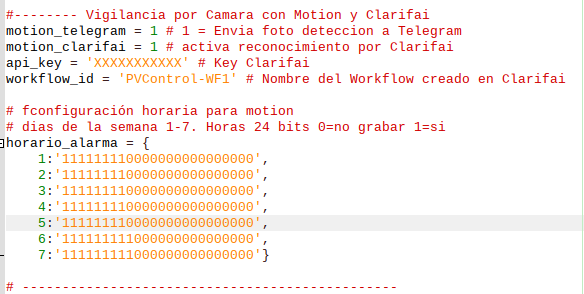 #-------- Vigilancia por Camara con Motion y Clarifai
motion_telegram = 1 # 1 = Envia foto deteccion a Telegram
motion_clarifai = 1 # activa reconocimiento por Clarifai
api_key = 'XXXXXXXXXXX' # Key Clarifai
workflow_id = 'PVControl-WF1' # Nombre del Workflow creado en Clarifai
# fconfiguración horaria para motion
# dias de la semana 1-7. Horas 24 bits 0=no grabar 1=si
horario_alarma = {
1:'111111110000000000000000',
2:'111111110000000000000000',
3:'111111110000000000000000',
4:'111111110000000000000000',
5:'111111110000000000000000',
6:'111111111000000000000000',
7:'111111111000000000000000'}
# -----------------------------------------------